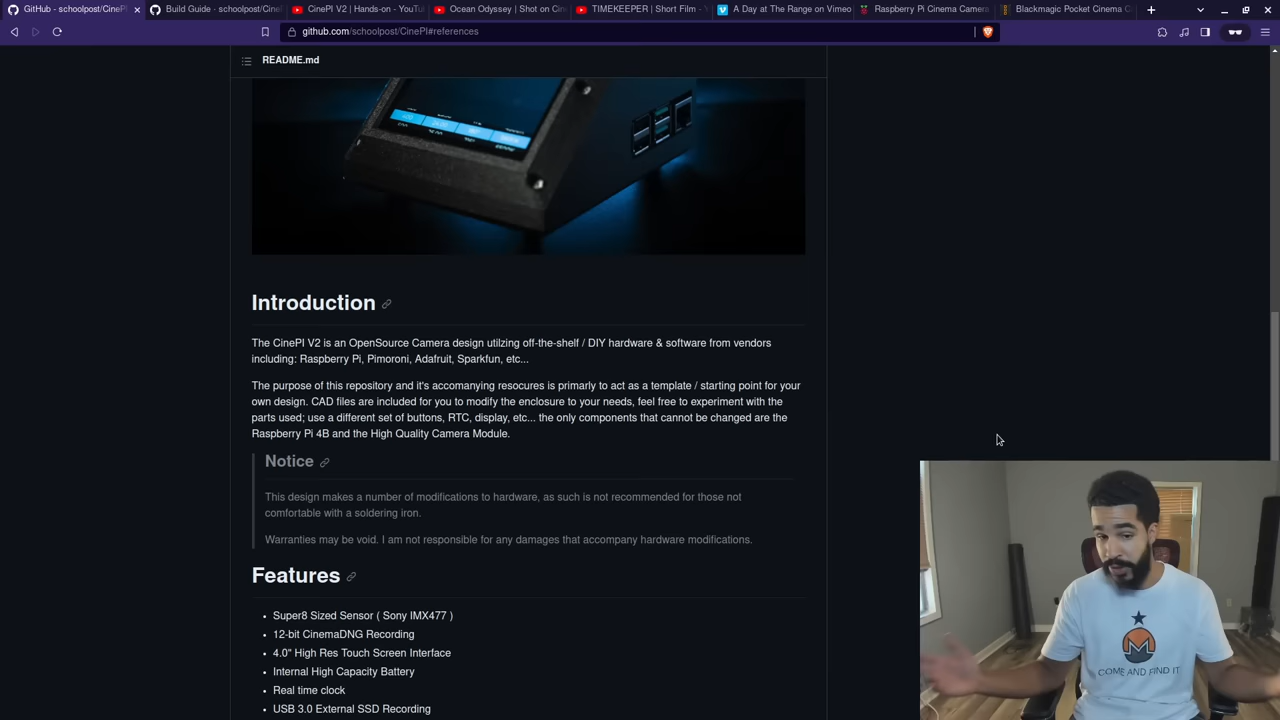 GitHub - schoolpost/CinePI
Build Guide - schoolpost/Cinel
CinePI V2 | Hands-on - YouTu
Ocean Odyssey | Shot on Cin
TIMEKEEPER | Short Film - Y
A Day at The Range on Vimeo
Raspberry Pi Cinema Camera
Blackmagic Pocket Cinema C
github.com/schoolpost/CinePI#references
README.md
Introduction
The CinePI V2 is an OpenSource Camera design utilzing off-the-shelf / DIY hardware & software from vendors
including: Raspberry Pi, Pimoroni, Adafruit, Sparkfun, etc...
The purpose of this repository and it's accomanying resocures is primarly to act as a template / starting point for your
own design. CAD files are included for you to modify the enclosure to your needs, feel free to experiment with the
parts used; use a different set of buttons, RTC, display, etc... the only components that cannot be changed are the
Raspberry Pi 4B and the High Quality Camera Module.
Notice
This design makes a number of modifications to hardware, as such is not recommended for those not
comfortable with a soldering iron.
Warranties may be void. I am not responsible for any damages that accompany hardware modifications.
Features
• Super8 Sized Sensor ( Sony IMX477 )
• 12-bit CinemaDNG Recording
• 4.0" High Res Touch Screen Interface
• Internal High Capacity Battery
• Real time clock
• USB 3.0 External SSD Recording
COME AND FIND IT